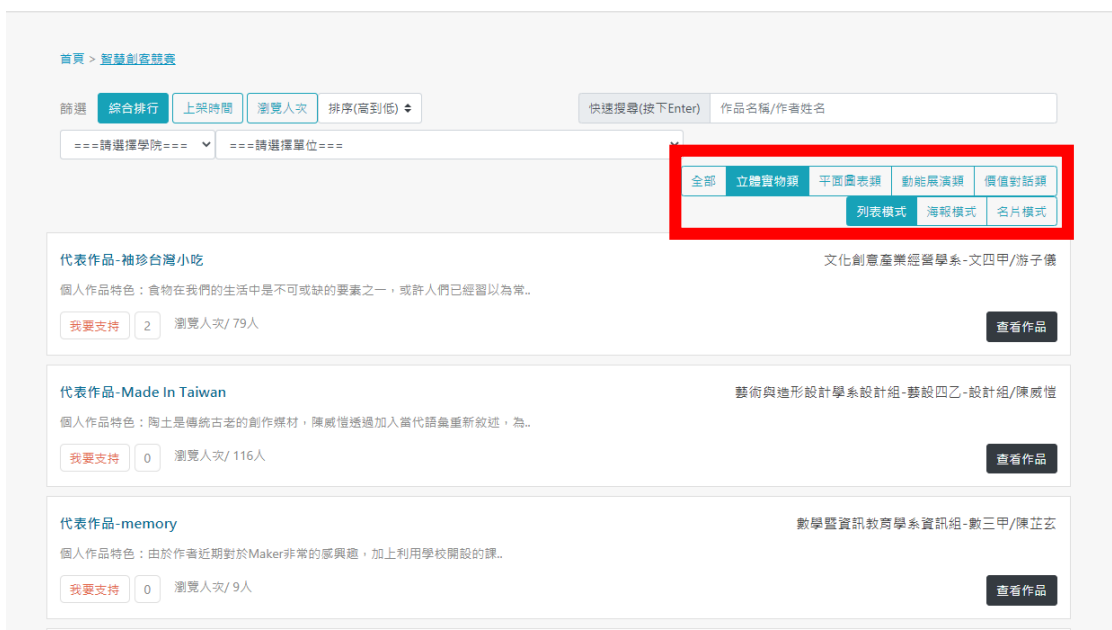 首頁 > 智慧創客競賽
篩選 綜合排行 上架時間 瀏覽人次 排序(高到低) 快速搜尋(按下Enter) 作品名稱/作者姓名
===請選擇學院=== ===請選擇單位===
全部 立體實物類 平面圖表類 動能展演類 價值對話類
列表模式 海報模式 名片模式
代表作品-袖珍台灣小吃 文化創意產業經營學系-文四甲/游子儀
個人作品特色：食物在我們的生活中是不可或缺的要素之一，或許人們已經習以為常..
我要支持 2 瀏覽人次/ 79人 查看作品
代表作品-Made In Taiwan 藝術與造形設計學系設計組-藝設四乙-設計組/陳威愷
個人作品特色：陶土是傳統古老的創作媒材，陳威愷透過加入當代語彙重新敘述，為..
我要支持 0 瀏覽人次/ 116人 查看作品
代表作品-memory 數學暨資訊教育學系資訊組-數三甲/陳芷玄
個人作品特色：由於作者近期對於Maker非常的感興趣，加上利用學校開設的課..
我要支持 0 瀏覽人次/ 9人 查看作品